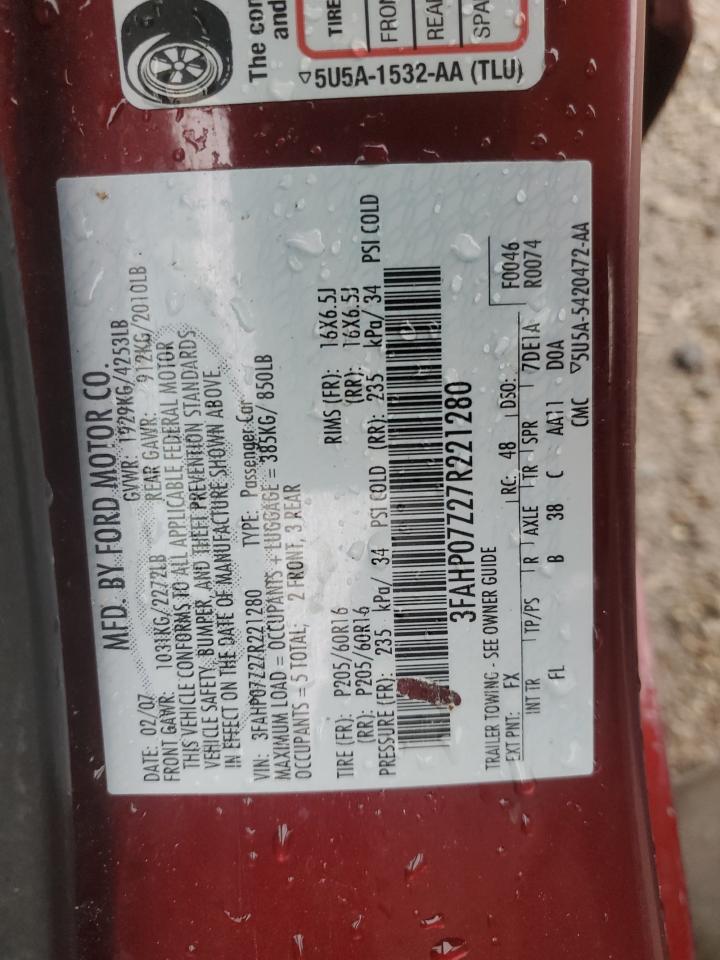 The con
and
TIRE
FRON
REAR
SPA
▽5U5A-1532-AA (TLU)
MFD. BY FORD MOTOR CO.
DATE: 02/07 GVWR: 1929KG/4253LB
FRONT GAWR: 1031KG/2272LB REAR GAWR: 912KG/2010LB
THIS VEHICLE CONFORMS TO ALL APPLICABLE FEDERAL MOTOR
VEHICLE SAFETY, BUMPER, AND THEFT PREVENTION STANDARDS
IN EFFECT ON THE DATE OF MANUFACTURE SHOWN ABOVE.
VIN: 3FAHP07Z27R221280 TYPE: Passenger Car
MAXIMUM LOAD = OCCUPANTS + LUGGAGE = 385KG/ 850LB
OCCUPANTS = 5 TOTAL; 2 FRONT, 3 REAR
TIRE (FR): P205/60R16 RIMS (FR): 16X6.5J
(RR): P205/60R16 (RR): 16X6.5J
PRESSURE (FR): 235 kPa/ 34 PSI COLD (RR): 235 kPa/ 34 PSI COLD
3FAHP07Z27R221280
TRAILER TOWING - SEE OWNER GUIDE F0046
EXT PNT: FX RC: 48 DSO: R0074
INT TR TP/PS R AXLE TR SPR 7DE1A
FL B 38 C AA11 D0A
CMC ▽5U5A-5420472-AA